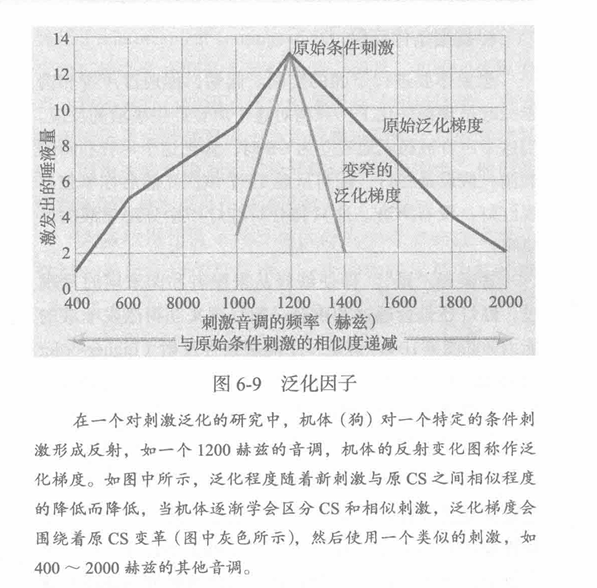 14
12
10
8
6
4
2
0
激发出的唾液量
原始条件刺激
原始泛化梯度
变窄的
泛化梯度
400 600 8000 1000 1200 1400 1600 1800 2000
刺激音调的频率（赫兹）
与原始条件刺激的相似度递减
图 6-9 泛化因子
在一个对刺激泛化的研究中，机体（狗）对一个特定的条件刺
激形成反射，如一个1200 赫兹的音调，机体的反射变化图称作泛
化梯度。如图中所示，泛化程度随着新刺激与原 CS 之间相似程度
的降低而降低，当机体逐渐学会区分 CS 和相似刺激，泛化梯度会
围绕着原 CS 变革（图中灰色所示），然后使用一个类似的刺激，如
400 ～ 2000 赫兹的其他音调。